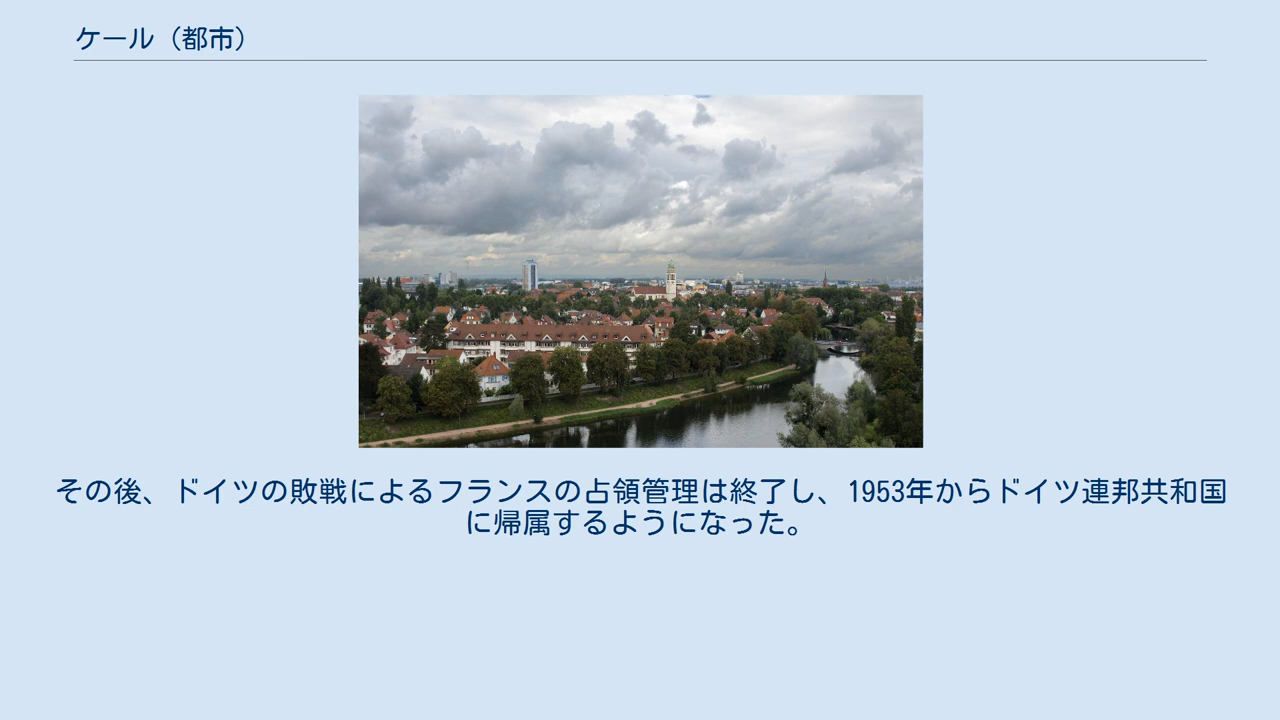 ケール（都市）
その後、ドイツの敗戦によるフランスの占領管理は終了し、1953年からドイツ連邦共和国
に帰属するようになった。